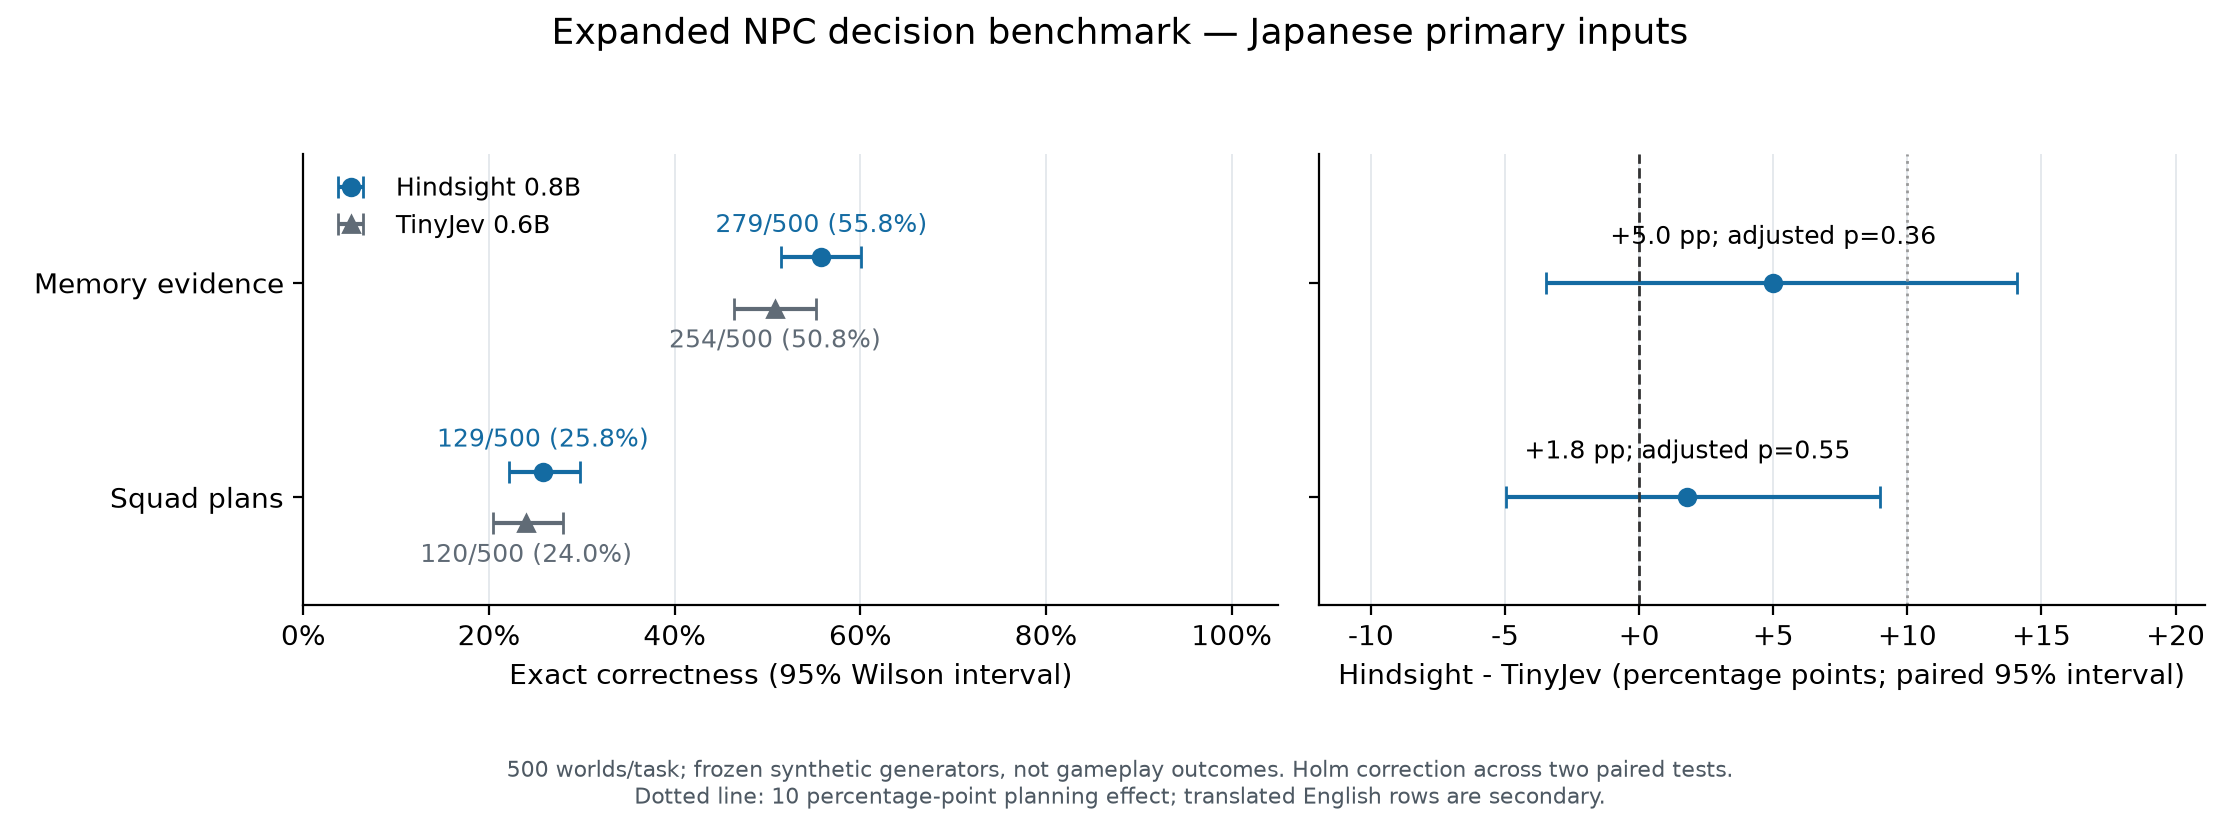 Expanded NPC decision benchmark — Japanese primary inputs
Hindsight 0.8B
TinyJev 0.6B
279/500 (55.8%)
254/500 (50.8%)
129/500 (25.8%)
120/500 (24.0%)
Memory evidence
Squad plans
0%
20%
40%
60%
80%
100%
Exact correctness (95% Wilson interval)
+5.0 pp; adjusted p=0.36
+1.8 pp; adjusted p=0.55
-10
-5
+0
+5
+10
+15
+20
Hindsight - TinyJev (percentage points; paired 95% interval)
500 worlds/task; frozen synthetic generators, not gameplay outcomes. Holm correction across two paired tests.
Dotted line: 10 percentage-point planning effect; translated English rows are secondary.